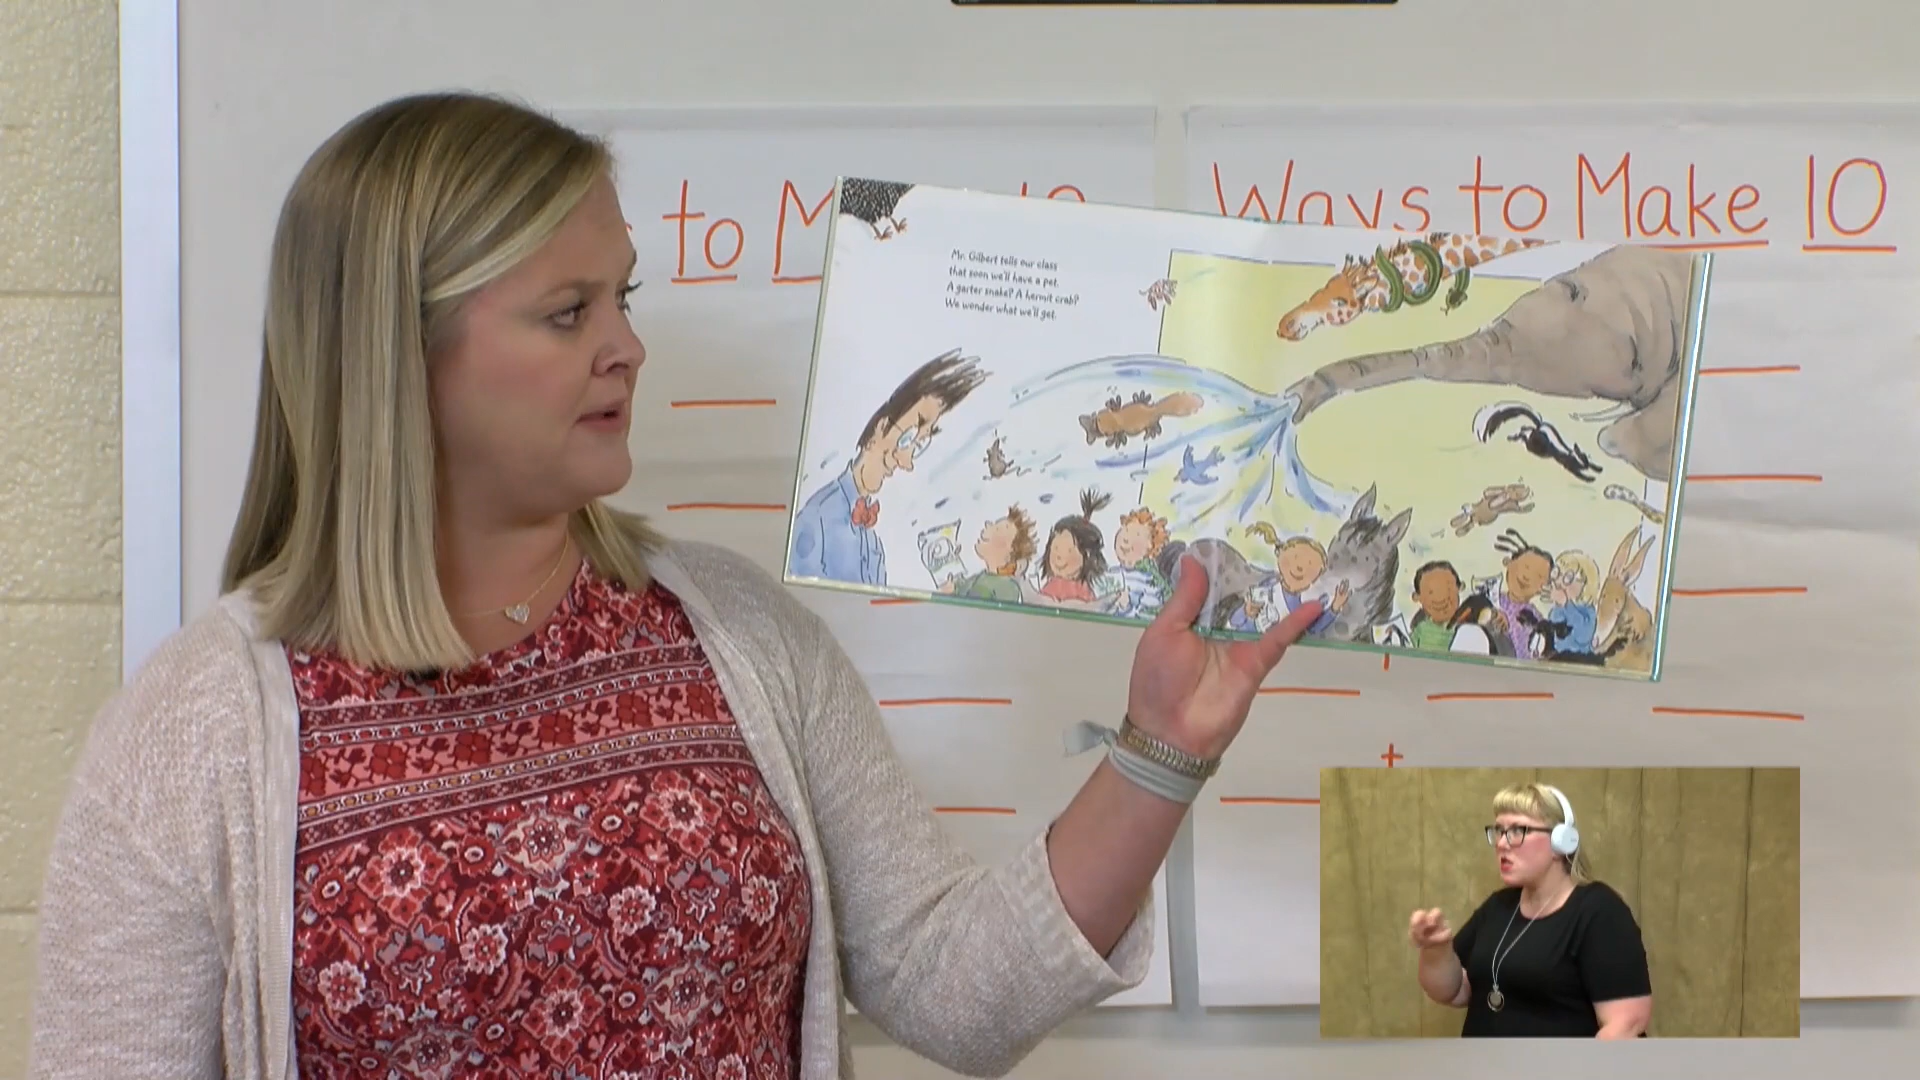 to M 10
Ways to Make 10
Mr. Gilbert tells our class
that soon we'll have a pet.
A garter snake? A hermit crab?
We wonder what we'll get.
+
+